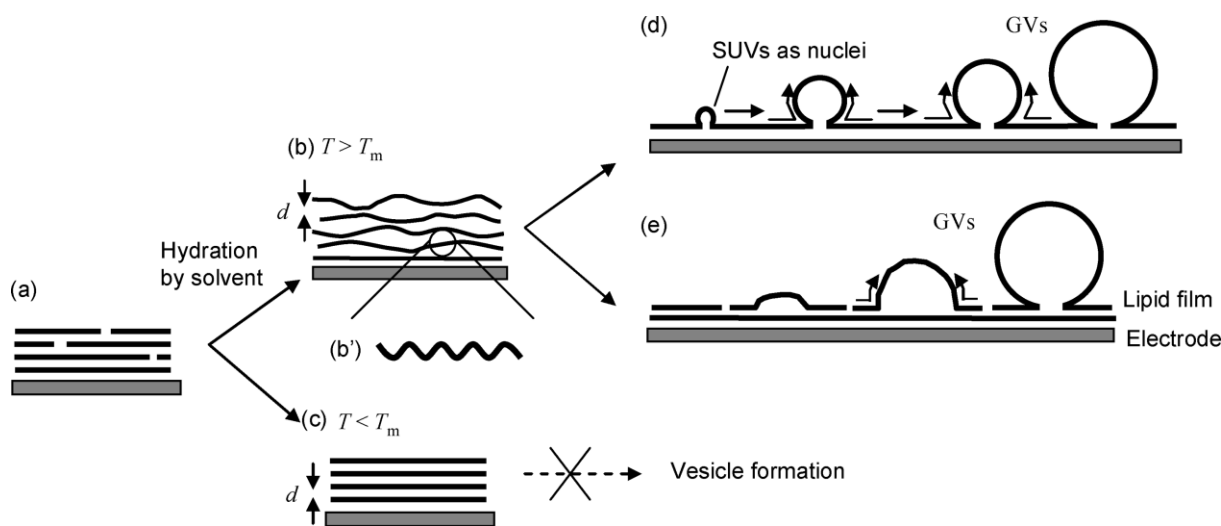 (a)
Hydration
by solvent
(b) T > Tm
d
(b')
(c) T < Tm
d
Vesicle formation
(d)
SUVs as nuclei
GVs
(e)
GVs
Lipid film
Electrode